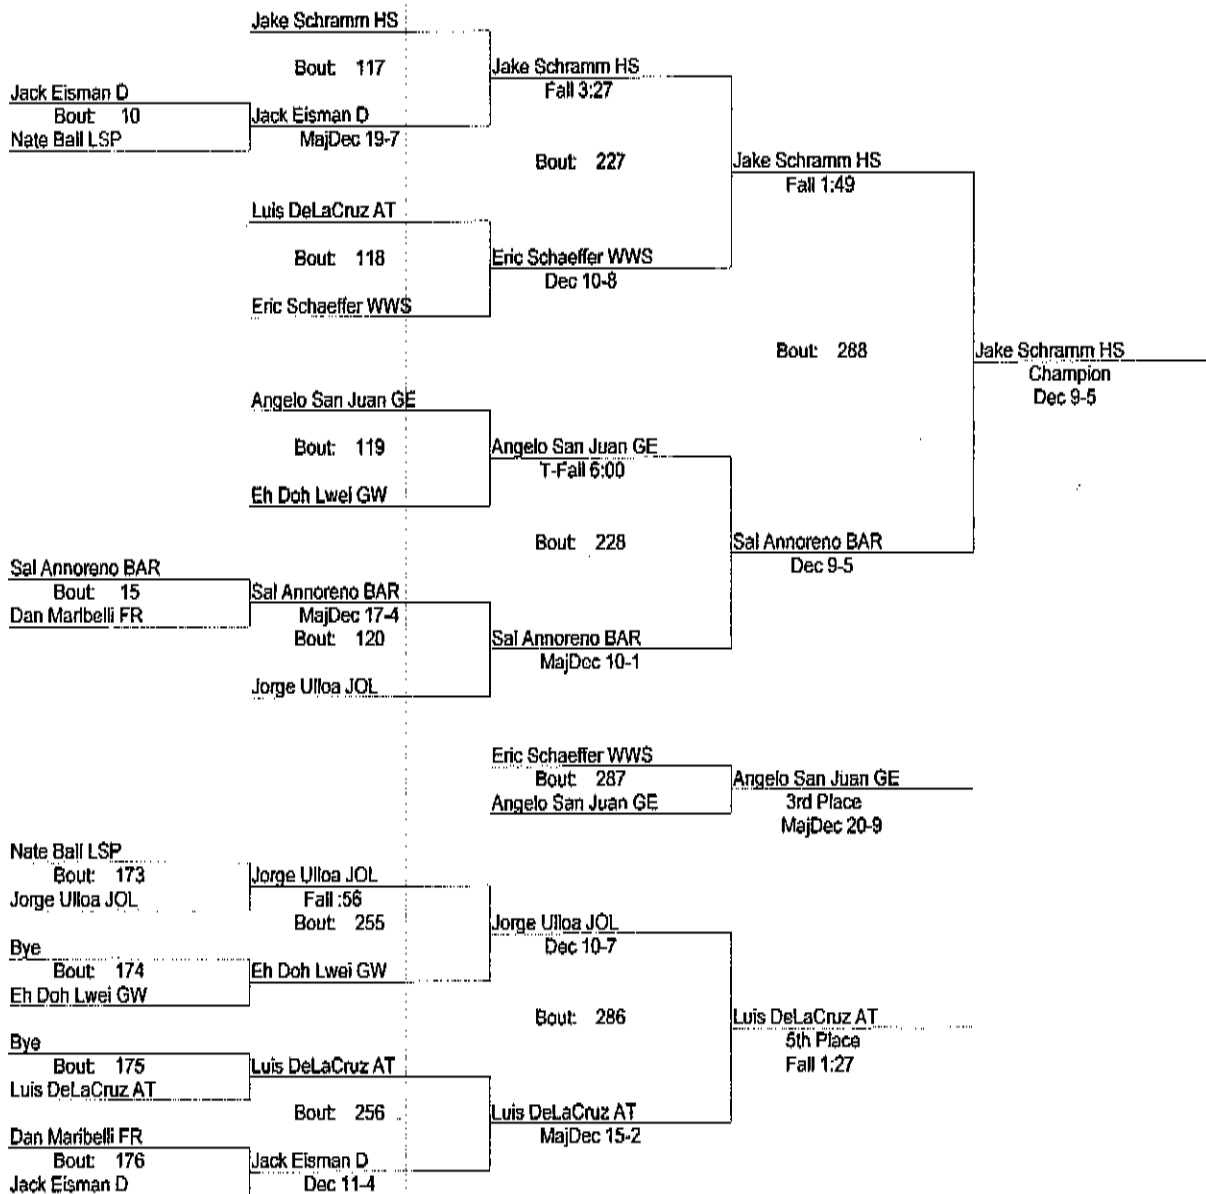 Jake Schramm HS
Bout: 117
Jake Schramm HS
Fall 3:27
Jack Eisman D
Bout: 10
Nate Ball LSP
Jack Eisman D
MajDec 19-7
Bout: 227
Jake Schramm HS
Fall 1:49
Luis DeLaCruz AT
Bout: 118
Eric Schaeffer WWS
Dec 10-8
Eric Schaeffer WWS
Bout: 288
Jake Schramm HS
Champion
Dec 9-5
Angelo San Juan GE
Bout: 119
Angelo San Juan GE
T-Fall 6:00
Eh Doh Lwei GW
Bout: 228
Sal Annoreno BAR
Dec 9-5
Sal Annoreno BAR
Bout: 15
Dan Maribelli FR
Sal Annoreno BAR
MajDec 17-4
Bout: 120
Sal Annoreno BAR
MajDec 10-1
Jorge Ulloa JOL
Eric Schaeffer WWS
Bout: 287
Angelo San Juan GE
Angelo San Juan GE
3rd Place
MajDec 20-9
Nate Ball LSP
Bout: 173
Jorge Ulloa JOL
Jorge Ulloa JOL
Fall :56
Bout: 255
Jorge Ulloa JOL
Dec 10-7
Bye
Bout: 174
Eh Doh Lwei GW
Eh Doh Lwei GW
Bout: 286
Luis DeLaCruz AT
5th Place
Fall 1:27
Bye
Bout: 175
Luis DeLaCruz AT
Luis DeLaCruz AT
Bout: 256
Luis DeLaCruz AT
MajDec 15-2
Dan Maribelli FR
Bout: 176
Jack Eisman D
Jack Eisman D
Dec 11-4